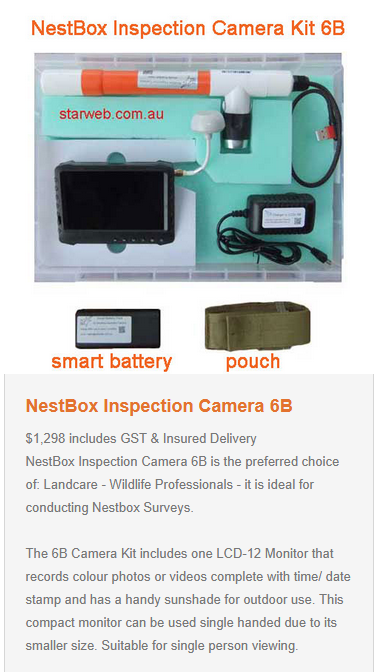 NestBox Inspection Camera Kit 6B
starweb.com.au
smart battery
pouch
NestBox Inspection Camera 6B
$1,298 includes GST & Insured Delivery
NestBox Inspection Camera 6B is the preferred choice
of: Landcare - Wildlife Professionals - it is ideal for
conducting Nestbox Surveys.
The 6B Camera Kit includes one LCD-12 Monitor that
records colour photos or videos complete with time/ date
stamp and has a handy sunshade for outdoor use. This
compact monitor can be used single handed due to its
smaller size. Suitable for single person viewing.